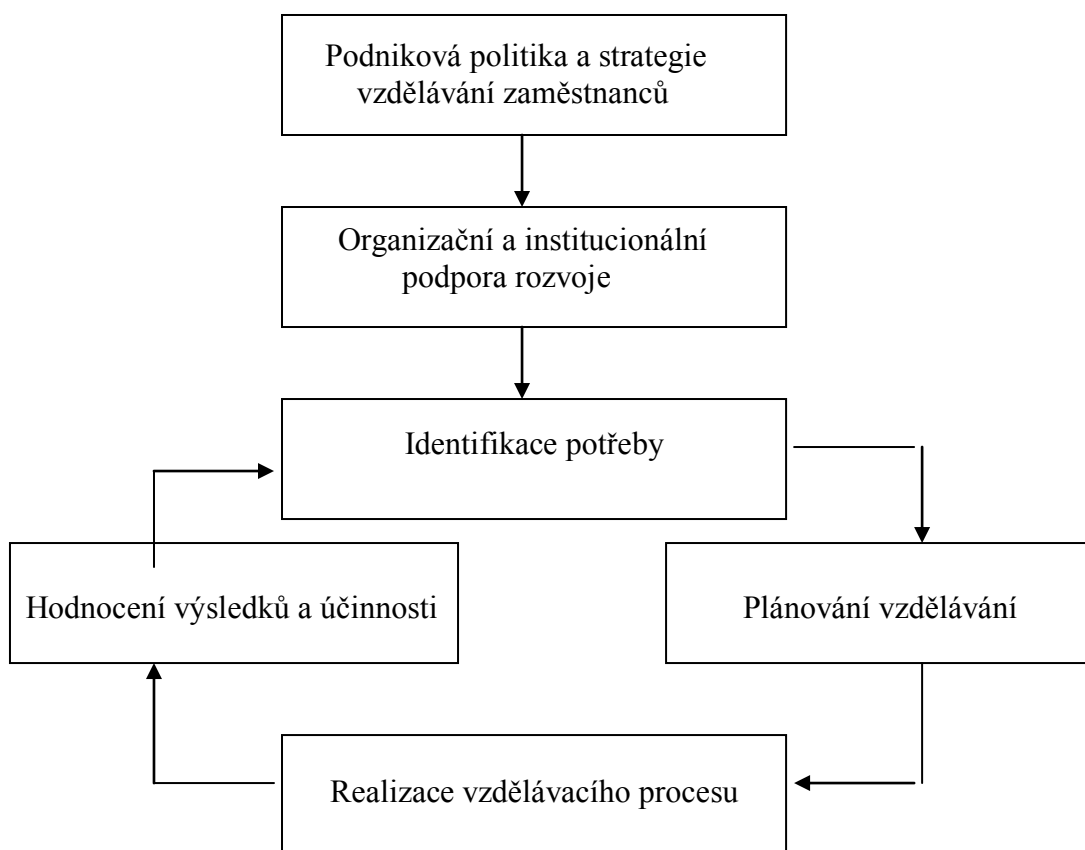 Podniková politika a strategie
vzdělávání zaměstnanců
Organizační a institucionální
podpora rozvoje
Identifikace potřeby
Hodnocení výsledků a účinnosti
Plánování vzdělávání
Realizace vzdělávacího procesu